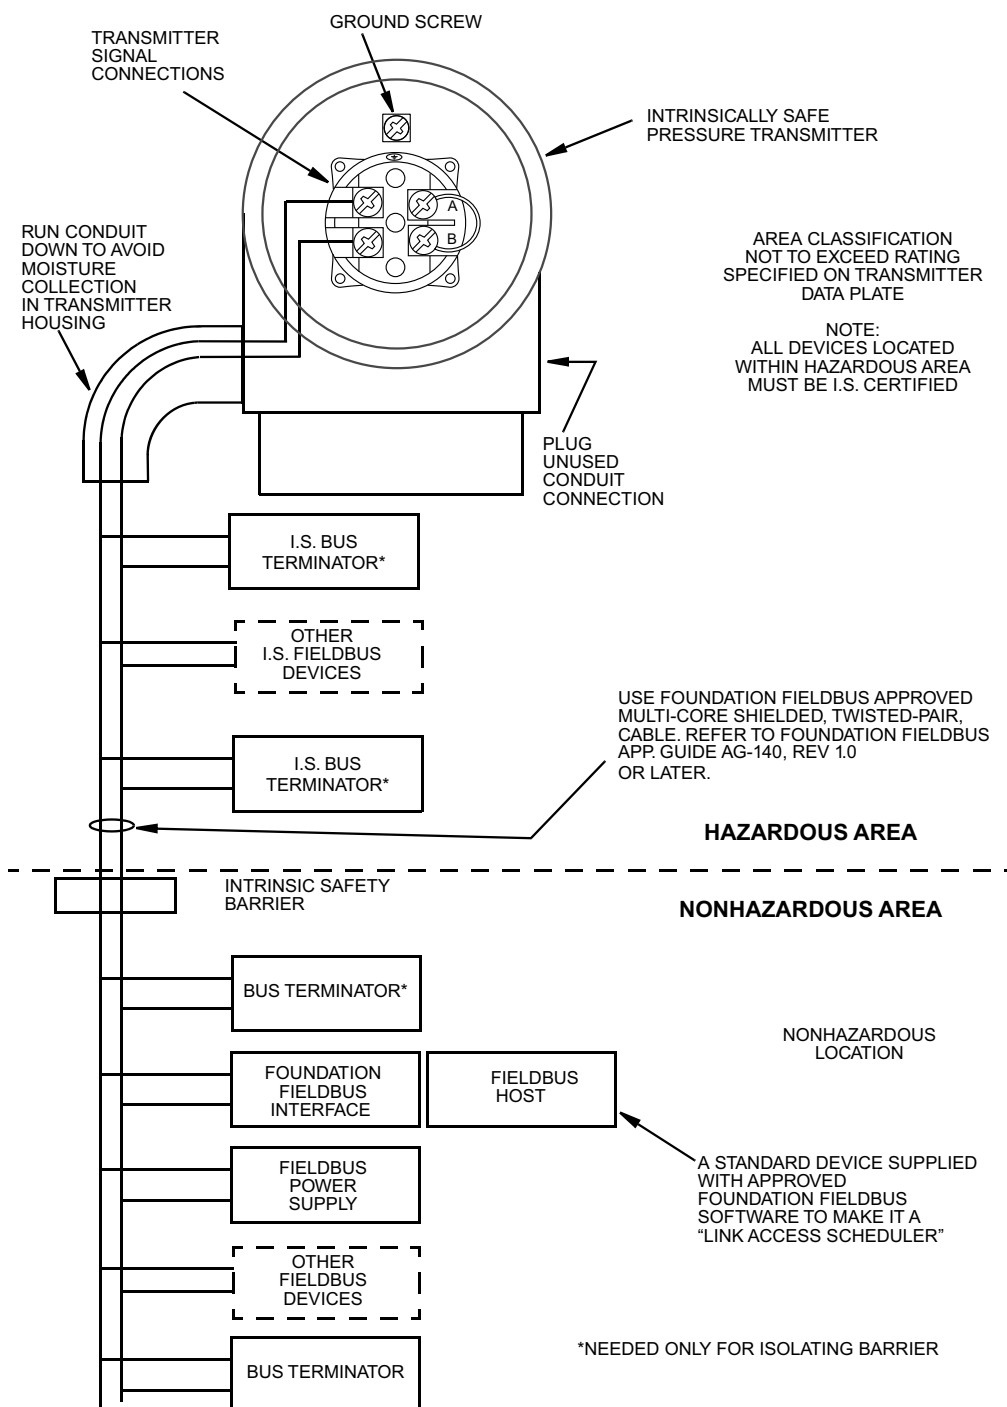 GROUND SCREW
TRANSMITTER
SIGNAL
CONNECTIONS
INTRINSICALLY SAFE
PRESSURE TRANSMITTER
A
B
RUN CONDUIT
DOWN TO AVOID
MOISTURE
COLLECTION
IN TRANSMITTER
HOUSING
AREA CLASSIFICATION
NOT TO EXCEED RATING
SPECIFIED ON TRANSMITTER
DATA PLATE
NOTE:
ALL DEVICES LOCATED
WITHIN HAZARDOUS AREA
MUST BE I.S. CERTIFIED
PLUG
UNUSED
CONDUIT
CONNECTION
I.S. BUS
TERMINATOR*
OTHER
I.S. FIELDBUS
DEVICES
I.S. BUS
TERMINATOR*
USE FOUNDATION FIELDBUS APPROVED
MULTI-CORE SHIELDED, TWISTED-PAIR,
CABLE. REFER TO FOUNDATION FIELDBUS
APP. GUIDE AG-140, REV 1.0
OR LATER.
HAZARDOUS AREA
INTRINSIC SAFETY
BARRIER
NONHAZARDOUS AREA
BUS TERMINATOR*
NONHAZARDOUS
LOCATION
FOUNDATION
FIELDBUS
INTERFACE
FIELDBUS
HOST
A STANDARD DEVICE SUPPLIED
WITH APPROVED
FOUNDATION FIELDBUS
SOFTWARE TO MAKE IT A
“LINK ACCESS SCHEDULER”
FIELDBUS
POWER
SUPPLY
OTHER
FIELDBUS
DEVICES
BUS TERMINATOR
*NEEDED ONLY FOR ISOLATING BARRIER